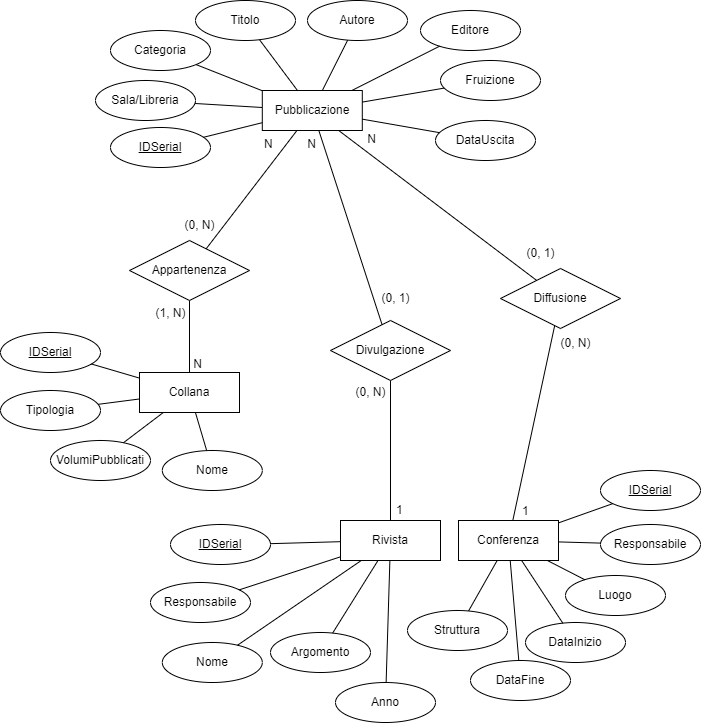 Titolo
Autore
Categoria
Editore
Sala/Libreria
Pubblicazione
Fruizione
IDSerial
DataUscita
N
N
N
(0, N)
(0, 1)
Appartenenza
Diffusione
(0, 1)
(1, N)
(0, N)
Divulgazione
IDSerial
N
Collana
(0, N)
Tipologia
VolumiPubblicati
Nome
IDSerial
1
1
Rivista
Conferenza
IDSerial
Responsabile
Responsabile
Luogo
Struttura
DataInizio
Argomento
Nome
DataFine
Anno